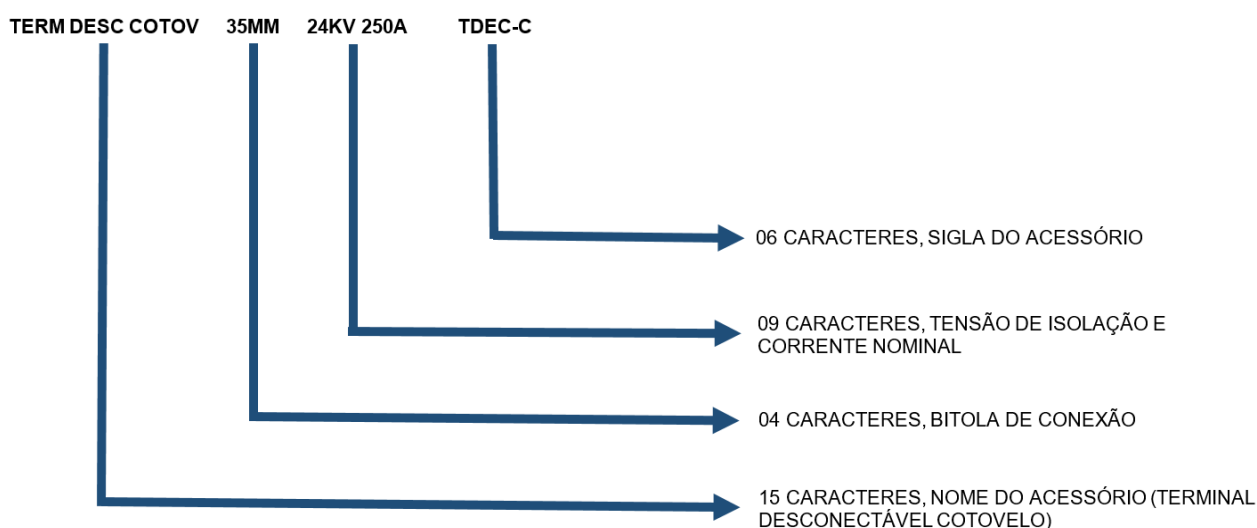 TERM DESC COTOV 35MM 24KV 250A TDEC-C
06 CARACTERES, SIGLA DO ACESSÓRIO
09 CARACTERES, TENSÃO DE ISOLAÇÃO E
CORRENTE NOMINAL
04 CARACTERES, BITOLA DE CONEXÃO
15 CARACTERES, NOME DO ACESSÓRIO (TERMINAL
DESCONECTÁVEL COTOVELO)